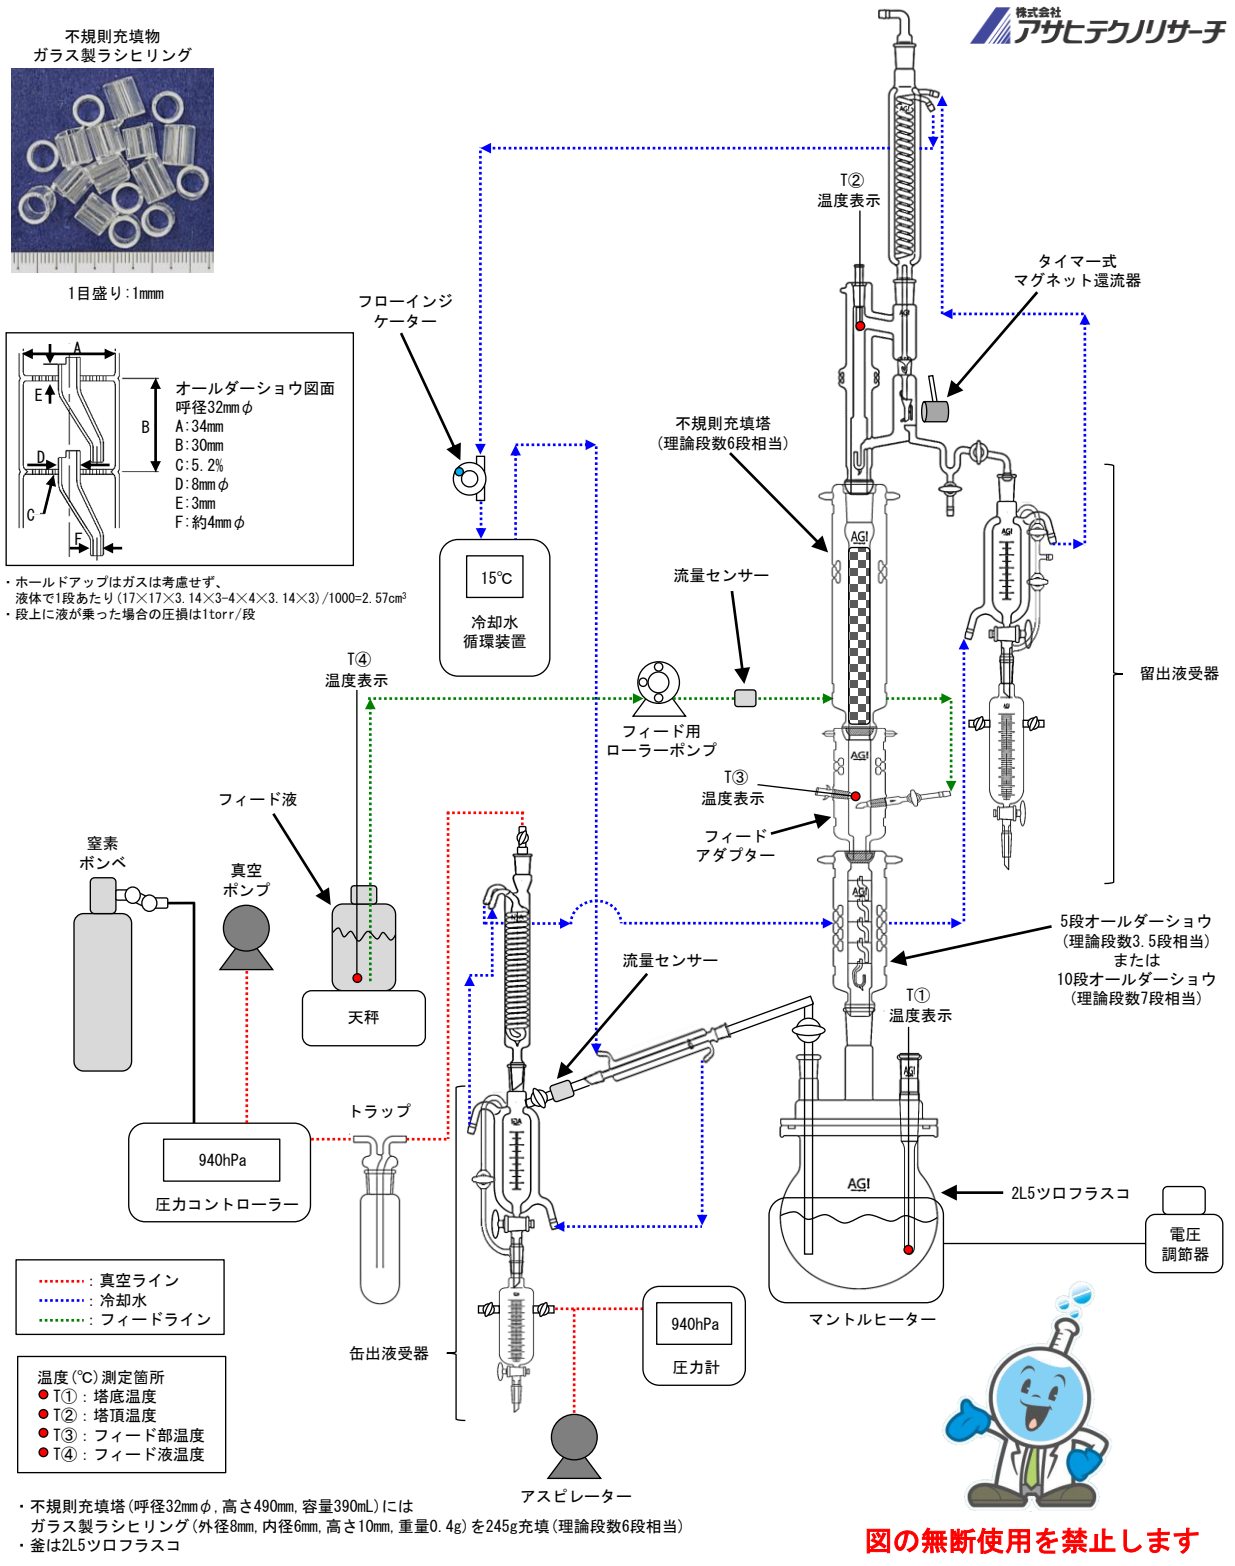 株式会社
アサヒテクノリサーチ
不規則充填物
ガラス製ラシヒリング
1目盛り:1mmm
T②
温度表示
タイマー式
マグネット還流器
フローインジ
ケーター
A
E
B
D
C
F
オールダーショウ図面
呼径32mmφ
A:34mm
B:30mm
C:5.2%
D:8mmφ
E:3mm
F:約4mmφ
・ホールドアップはガスは考慮せず、
液体で1段あたり(17×17×3.14×3-4×4×3.14×3)/1000=2.57cm³
・段上に液が乗った場合の圧損は1torr/段
不規則充填塔
(理論段数6段相当)
15℃
冷却水
循環装置
流量センサー
T④
温度表示
フィード用
ローラーポンプ
留出液受器
T③
温度表示
フィード
アダプター
フィード液
窒素
ボンベ
真空
ポンプ
天秤
流量センサー
5段オールダーショウ
(理論段数3.5段相当)
または
10段オールダーショウ
(理論段数7段相当)
T①
温度表示
トラップ
940hPa
圧力コントローラー
AGI
AGI
AGI
AGI
AGI
AGI
AGI
AGI
2L5ツロフラスコ
電圧
調節器
マントルヒーター
：真空ライン
：冷却水
：フィードライン
缶出液受器
940hPa
圧力計
温度(℃)測定箇所
T①：塔底温度
T②：塔頂温度
T③：フィード部温度
T④：フィード液温度
アスピレーター
・不規則充填塔(呼径32mmφ,高さ490mm,容量390mL)には
ガラス製ラシヒリング(外径8mm,内径6mm,高さ10mm,重量0.4g)を245g充填(理論段数6段相当)
・釜は2L5ツロフラスコ
図の無断使用を禁止します